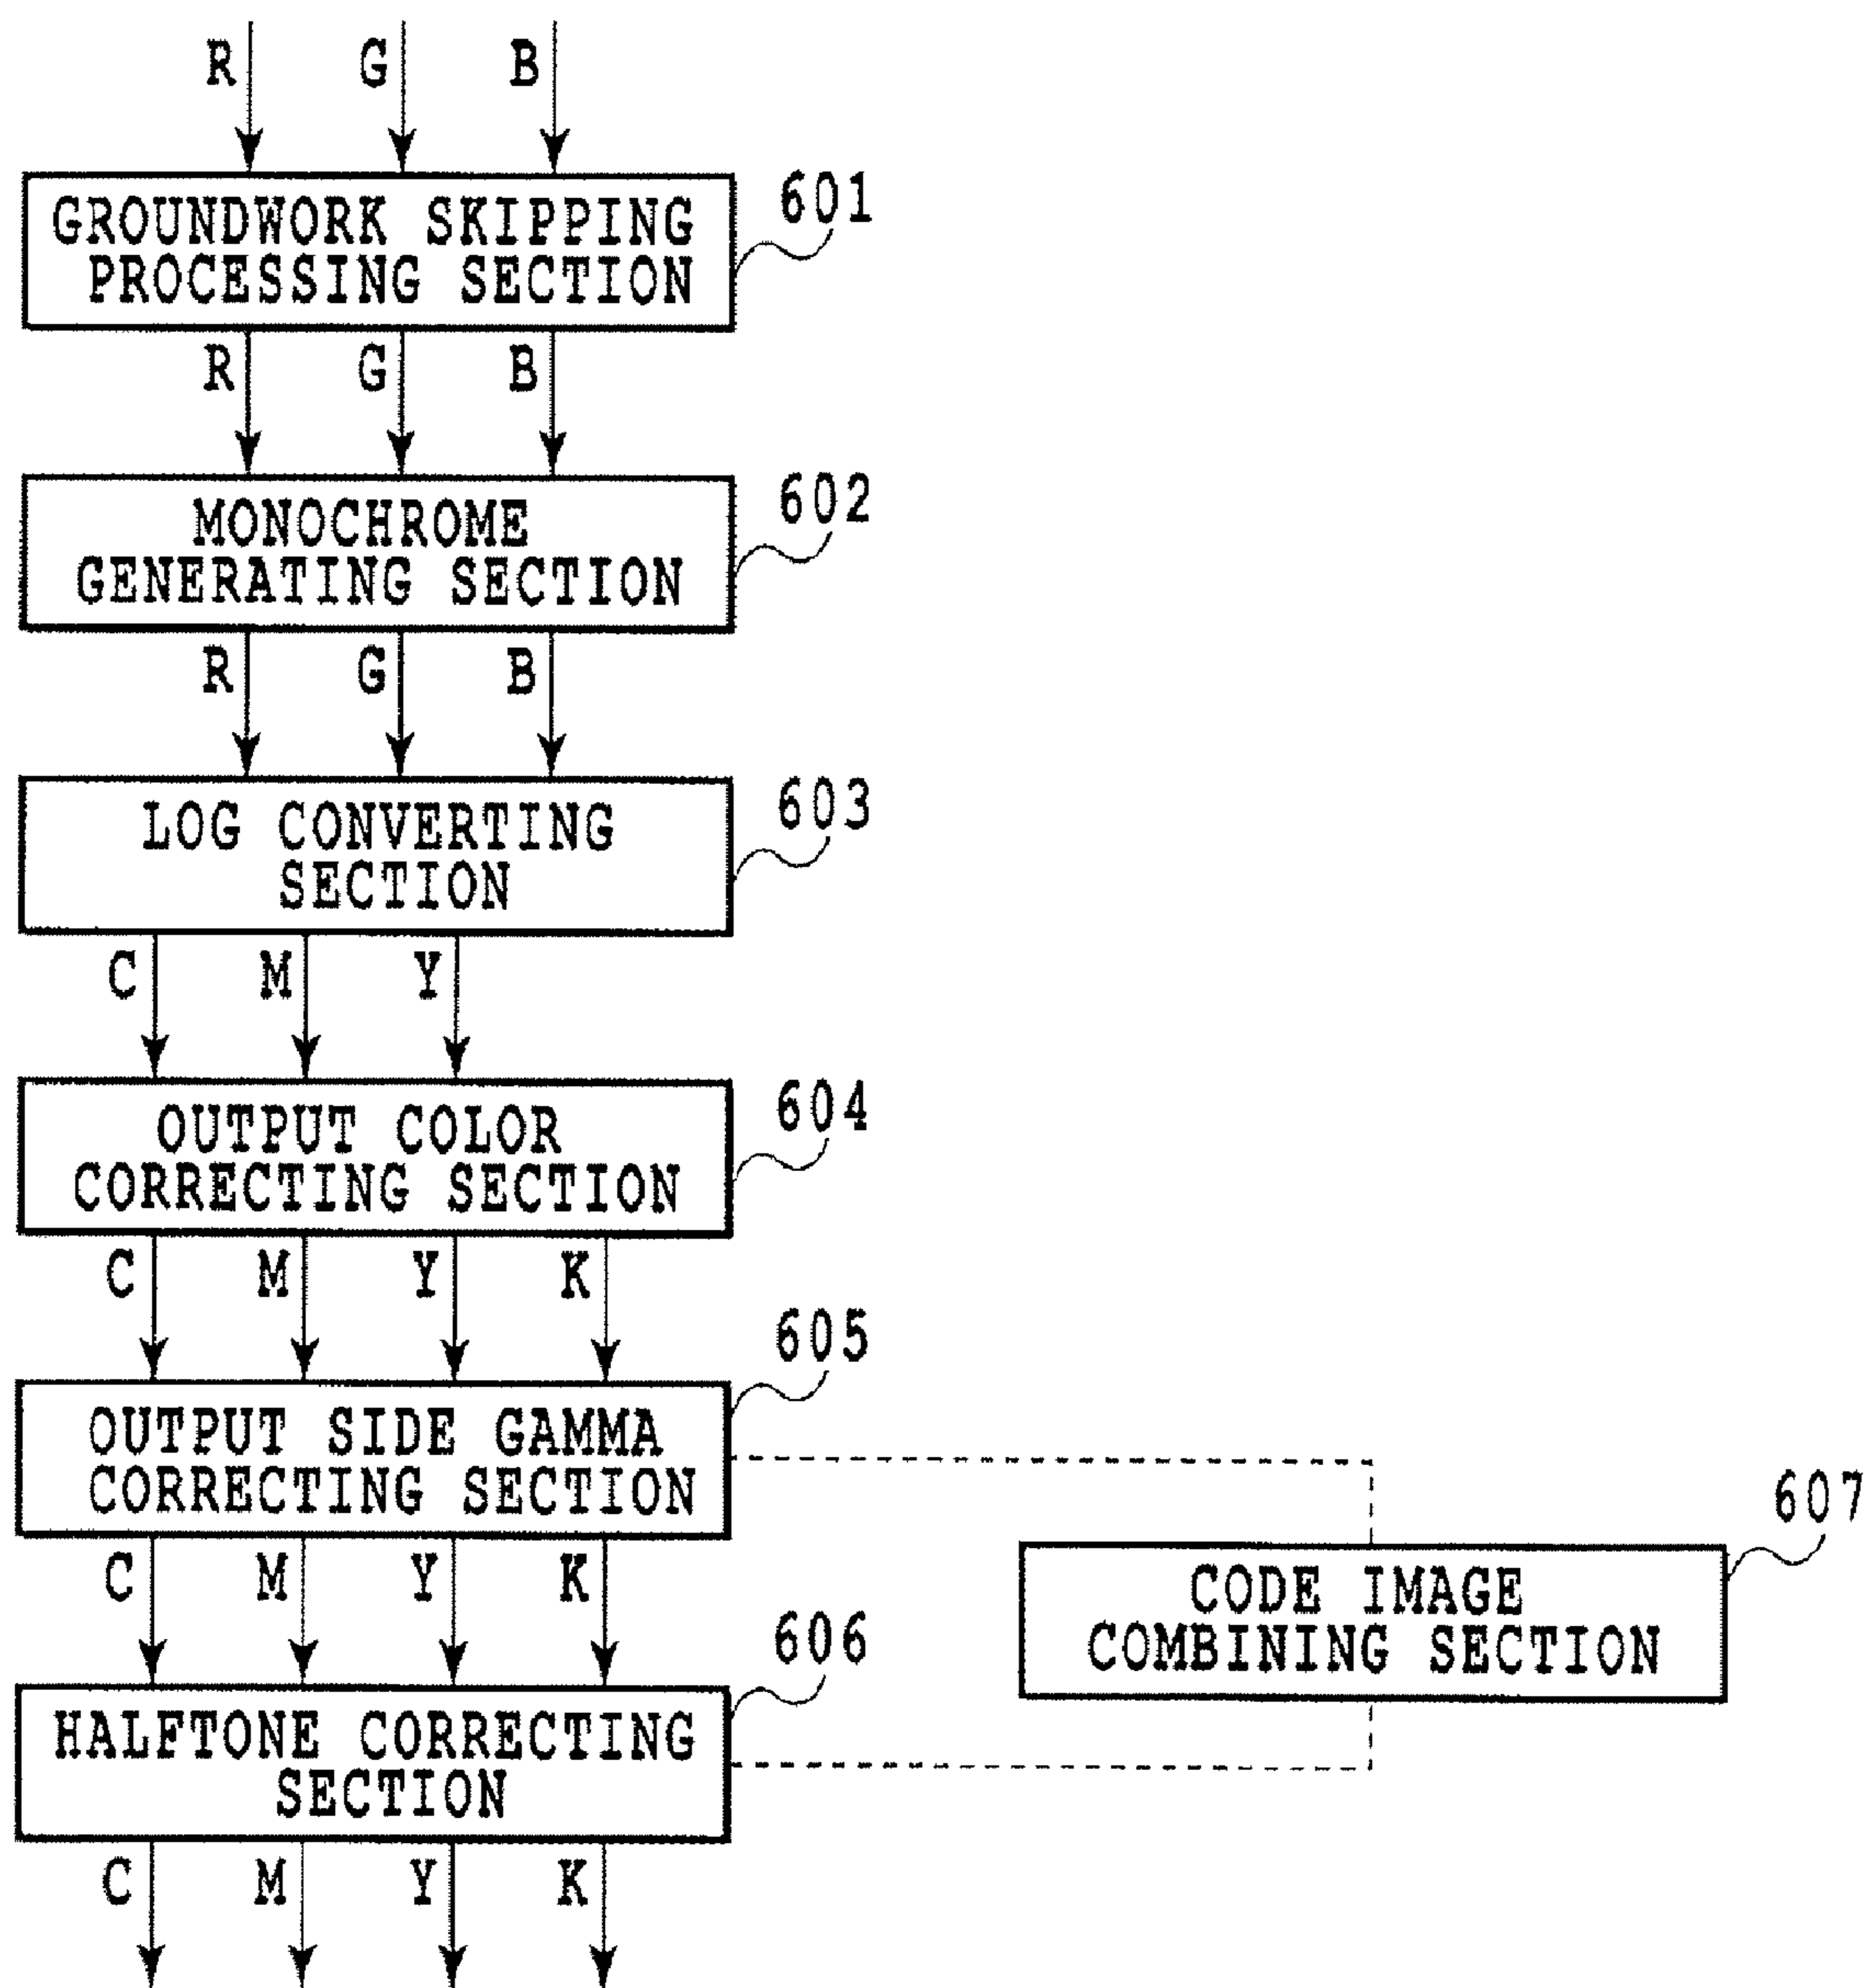 R G B
GROUNDWORK SKIPPING
PROCESSING SECTION
601
R G B
MONOCHROME
GENERATING SECTION
602
R G B
LOG CONVERTING
SECTION
603
C M Y
OUTPUT COLOR
CORRECTING SECTION
604
C M Y K
OUTPUT SIDE GAMMA
CORRECTING SECTION
605
C M Y K
CODE IMAGE
COMBINING SECTION
607
HALFTONE CORRECTING
SECTION
606
C M Y K